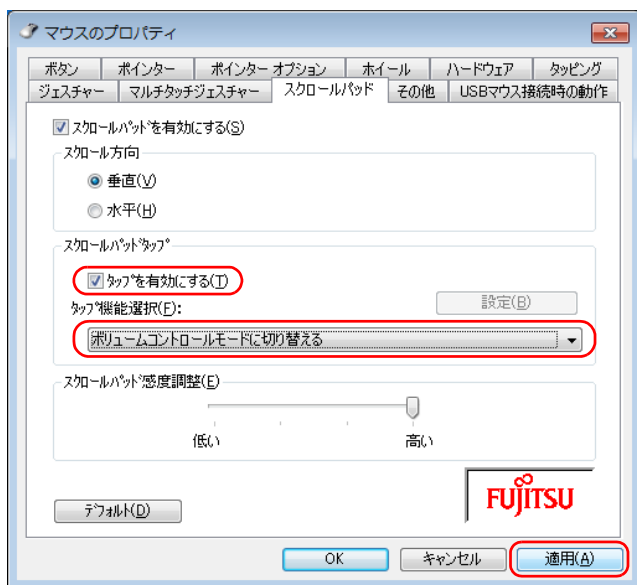 マウスのプロパティ
ボタン ポインター ポインター オプション ホイール ハードウェア タッピング
ジェスチャー マルチタッチジェスチャー スクロールパッド その他 USBマウス接続時の動作
スクロールパッドを有効にする(S)
スクロール方向
垂直(V)
水平(H)
スクロールパッドタップ
タップを有効にする(T)
タップ機能選択(F):
設定(B)
ボリュームコントロールモードに切り替える
スクロールパッド感度調整(E)
低い 高い
デフォルト(D)
FUJITSU
OK キャンセル 適用(A)